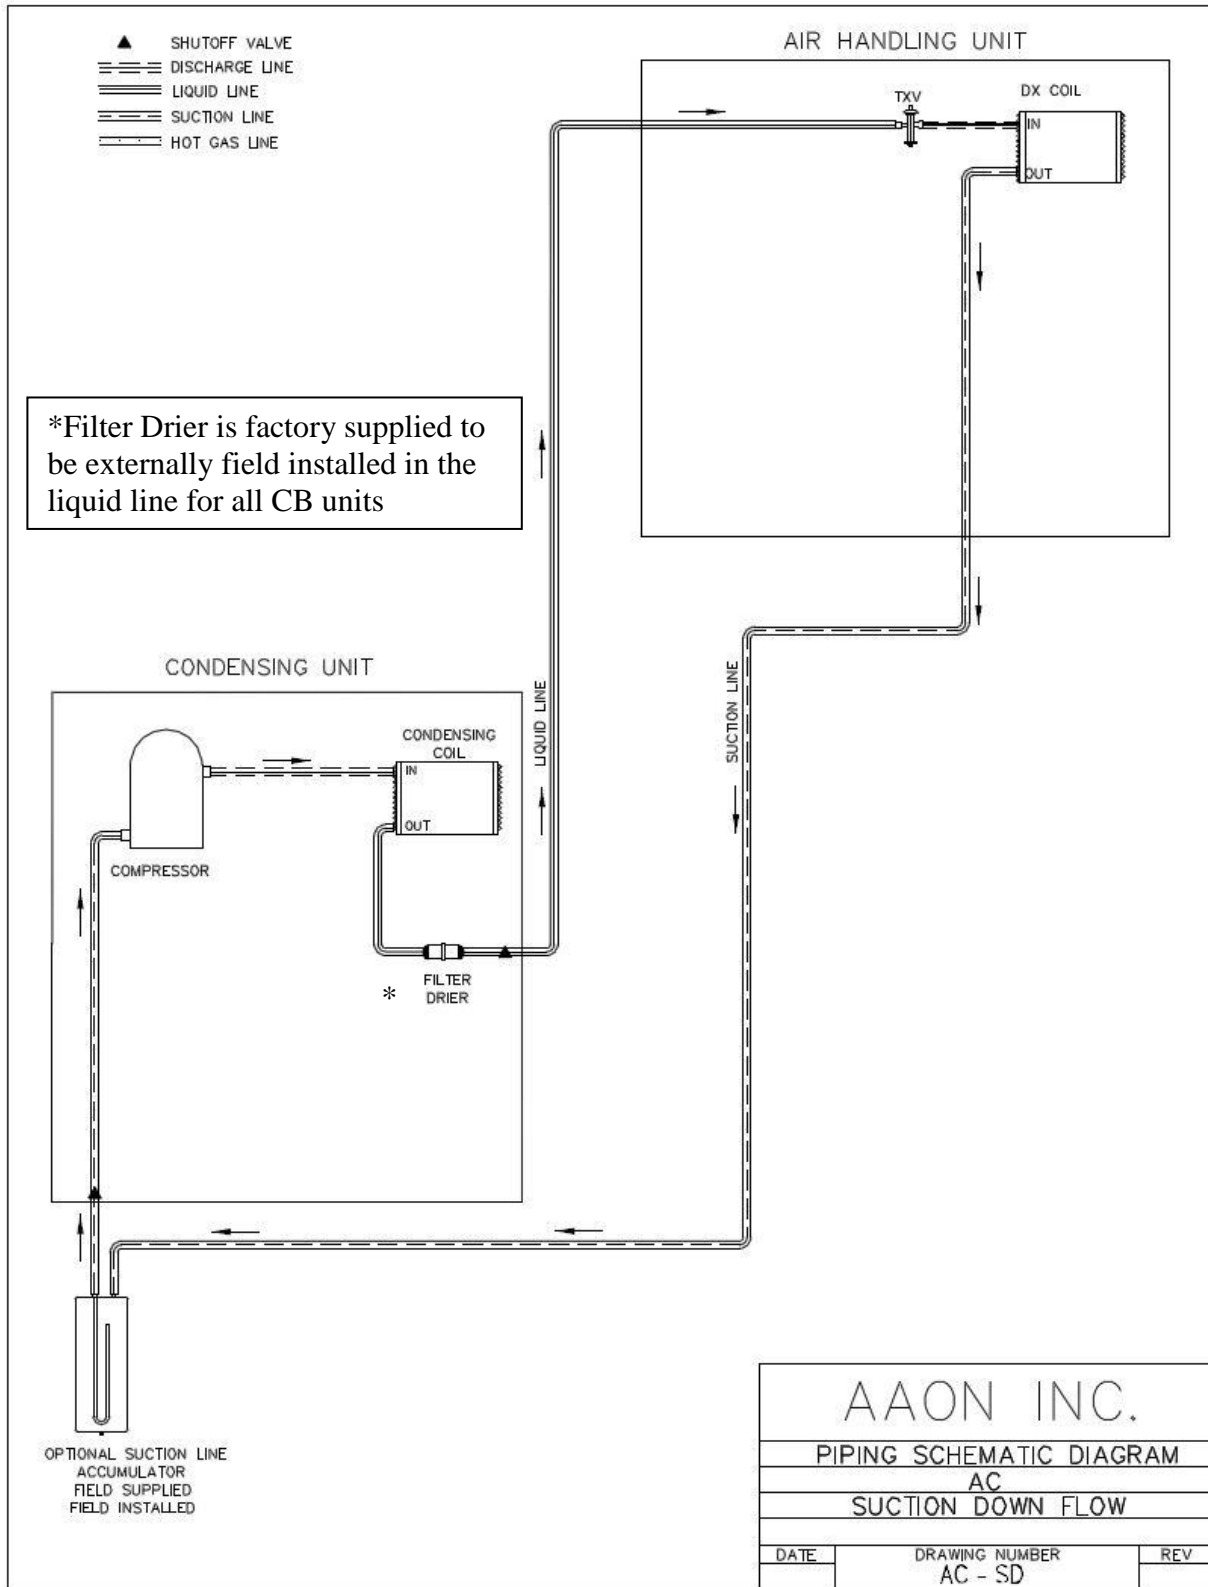 SHUTOFF VALVE
DISCHARGE LINE
LIQUID LINE
SUCTION LINE
HOT GAS LINE
AIR HANDLING UNIT
TXV
DX COIL
IN
OUT
*Filter Drier is factory supplied to
be externally field installed in the
liquid line for all CB units
CONDENSING UNIT
LIQUID LINE
SUCTION LINE
CONDENSING
COIL
IN
OUT
COMPRESSOR
*
FILTER
DRIER
OPTIONAL SUCTION LINE
ACCUMULATOR
FIELD SUPPLIED
FIELD INSTALLED
AAON INC.
PIPING SCHEMATIC DIAGRAM
AC
SUCTION DOWN FLOW
DATE
DRAWING NUMBER
REV
AC - SD